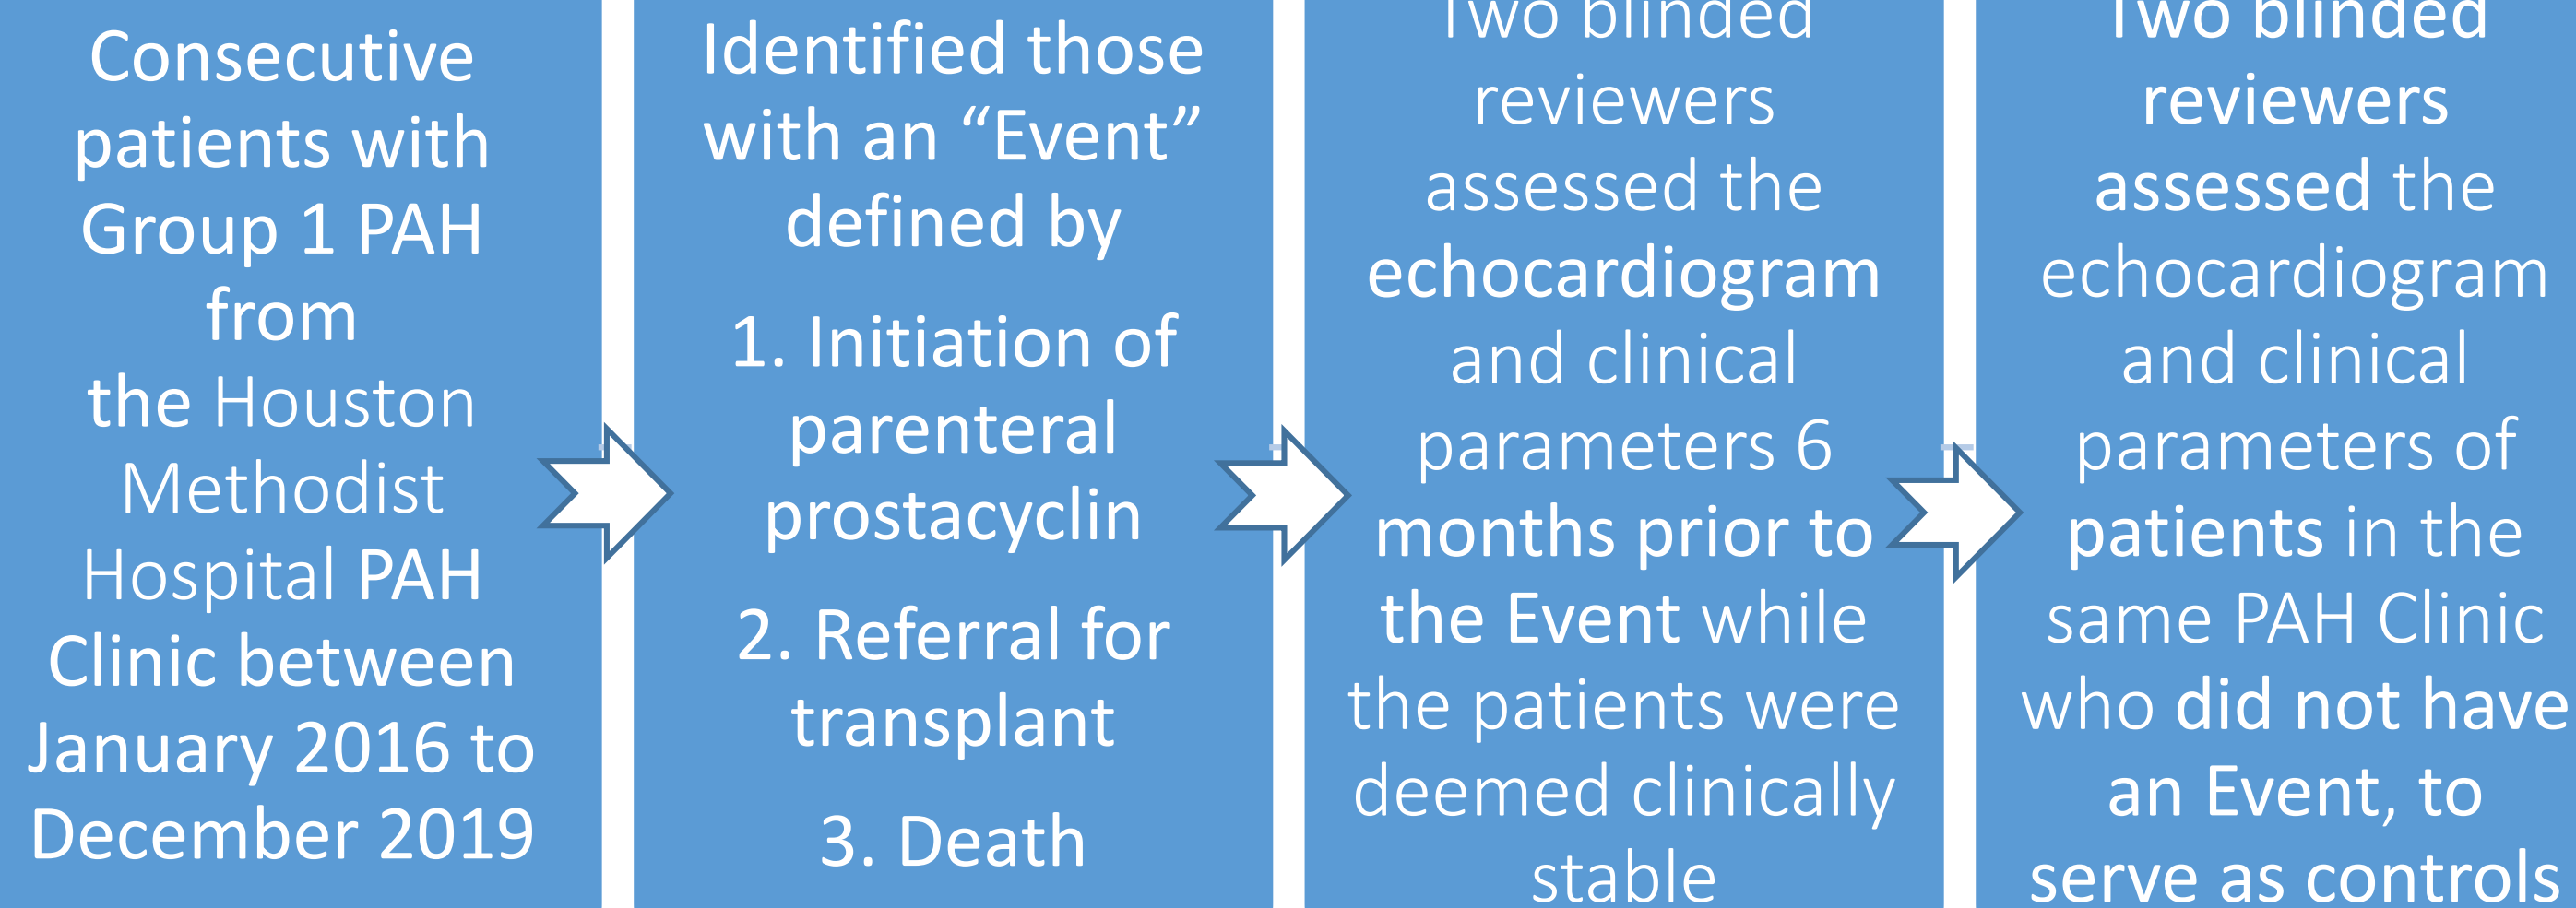 Consecutive
patients with
Group 1 PAH
from
the Houston
Methodist
Hospital PAH
Clinic between
January 2016 to
December 2019
Identified those
with an “Event”
defined by
1. Initiation of
parenteral
prostacyclin
2. Referral for
transplant
3. Death
Two blinded
reviewers
assessed the
echocardiogram
and clinical
parameters 6
months prior to
the Event while
the patients were
deemed clinically
stable
Two blinded
reviewers
assessed the
echocardiogram
and clinical
parameters of
patients in the
same PAH Clinic
who did not have
an Event, to
serve as controls